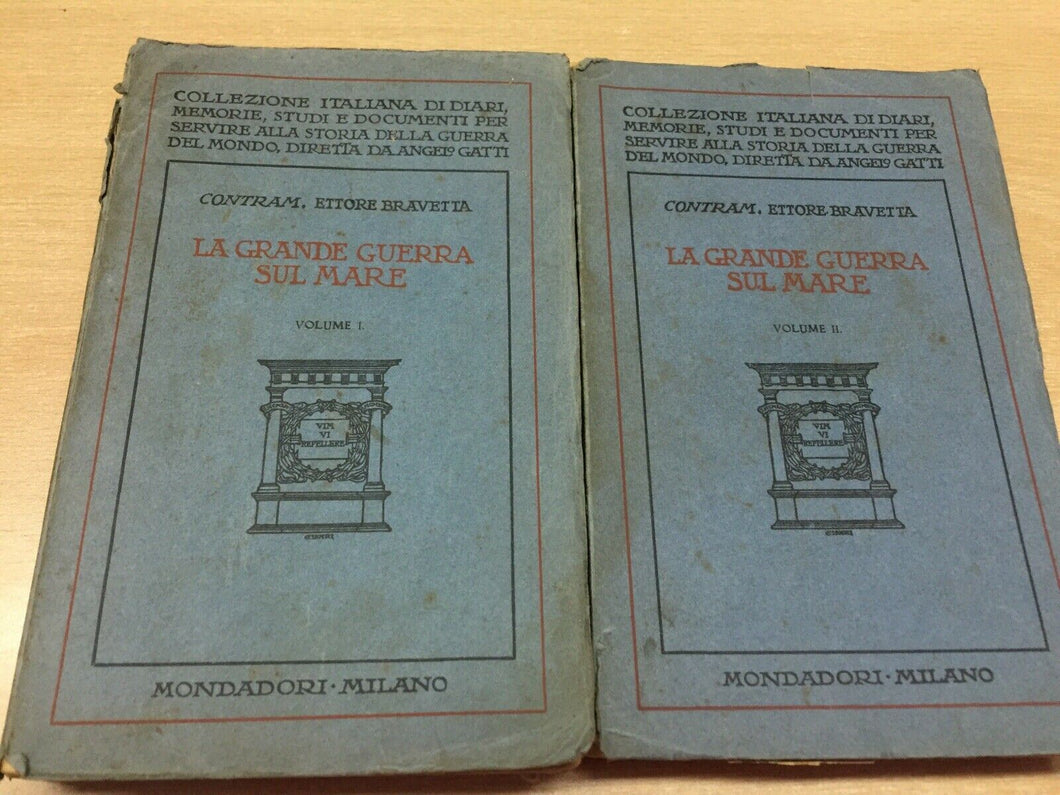 COLLEZIONE ITALIANA DI DIARI,
MEMORIE, STUDI E DOCUMENTI PER
SERVIRE ALLA STORIA DELLA GUERRA
DEL MONDO, DIRETTA DA ANGELO GATTI
CONTRAM. ETTORE BRAVETTA
LA GRANDE GUERRA
SUL MARE
VOLUME I.
VIM
VI
REPELLERE
MONDADORI · MILANO
COLLEZIONE ITALIANA DI DIARI,
MEMORIE, STUDI E DOCUMENTI PER
SERVIRE ALLA STORIA DELLA GUERRA
DEL MONDO, DIRETTA DA ANGELO GATTI
CONTRAM. ETTORE BRAVETTA
LA GRANDE GUERRA
SUL MARE
VOLUME II.
VIM
VI
REPELLERE
MONDADORI · MILANO